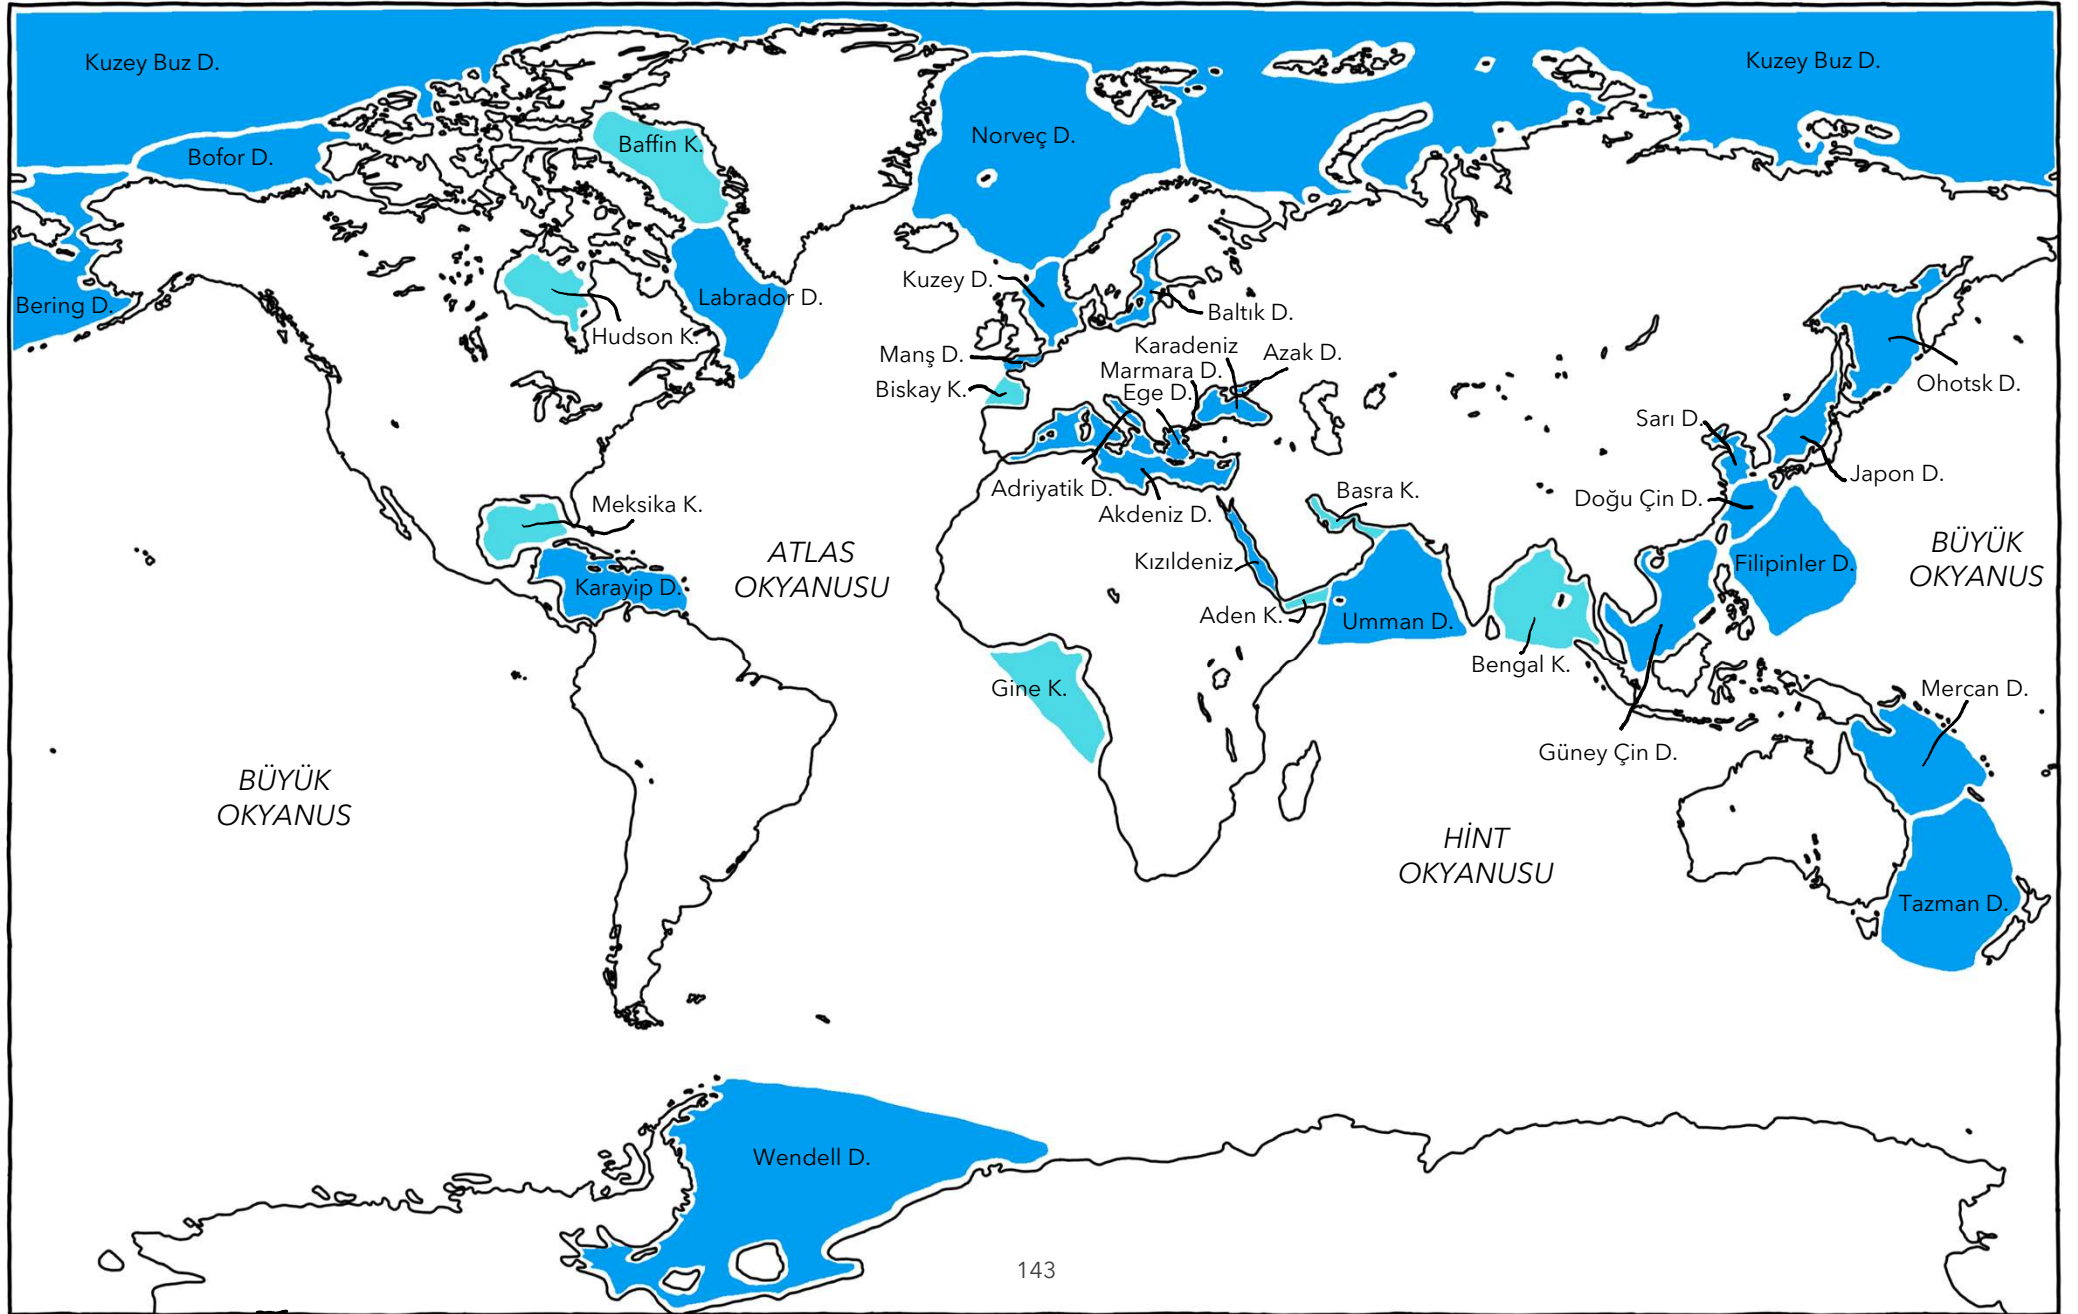 Kuzey Buz D.
Kuzey Buz D.
Bofor D.
Baffin K.
Norveç D.
Bering D.
Hudson K.
Labrador D.
Kuzey D.
Baltık D.
Manş D.
Karadeniz
Azak D.
Marmara D.
Biskay K.
Ege D.
Ohotsk D.
Sarı D.
Japon D.
Adriyatik D.
Akdeniz D.
Basra K.
Doğu Çin D.
Meksika K.
ATLAS
OKYANUSU
Kızıldeniz
Filipinler D.
BÜYÜK
OKYANUS
Karayip D.
Aden K.
Umman D.
Bengal K.
Gine K.
Mercan D.
Güney Çin D.
BÜYÜK
OKYANUS
HİNT
OKYANUSU
Tazman D.
Wendell D.
143